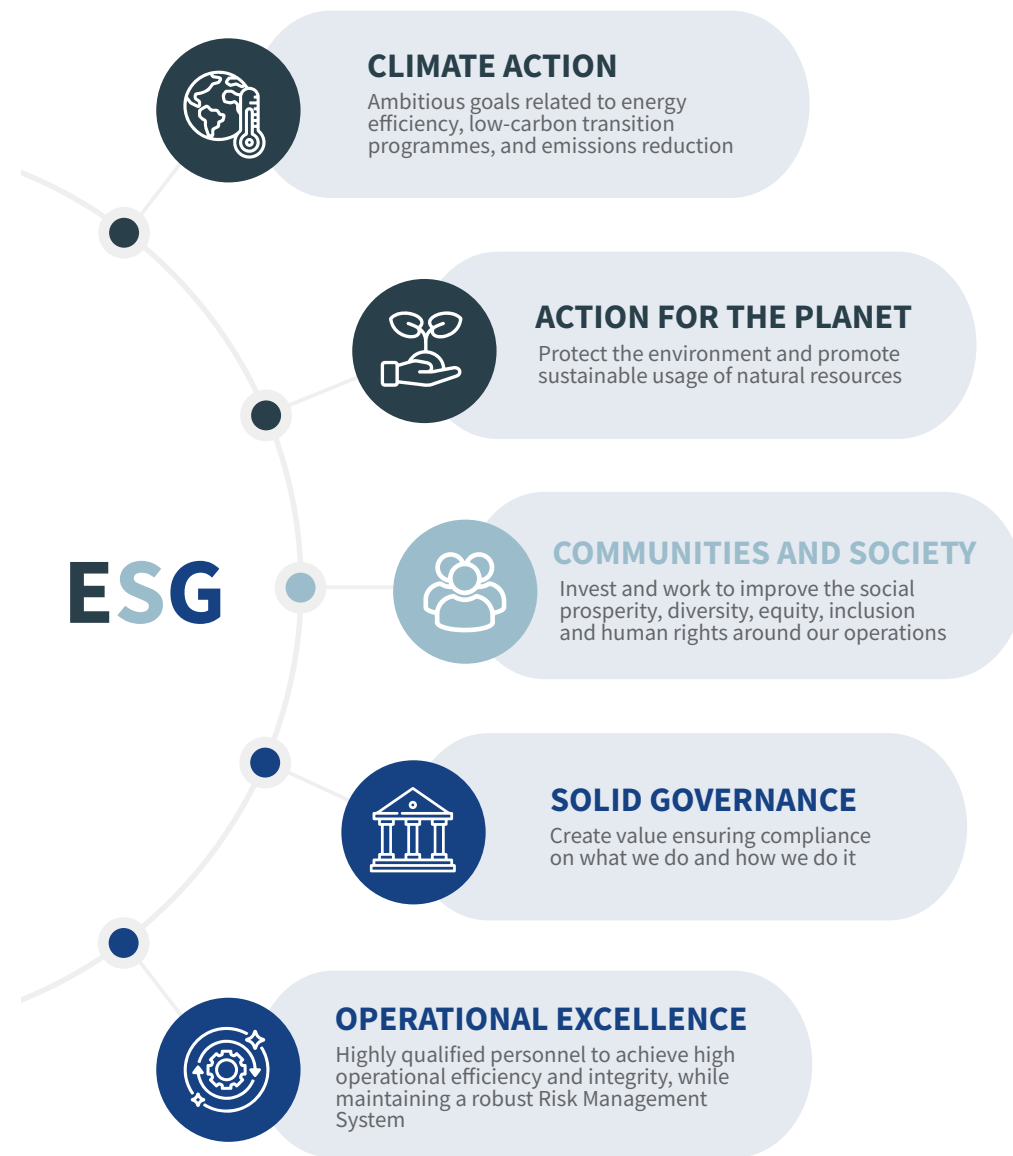 CLIMATE ACTION
Ambitious goals related to energy
efficiency, low-carbon transition
programmes, and emissions reduction
ACTION FOR THE PLANET
Protect the environment and promote
sustainable usage of natural resources
ESG
COMMUNITIES AND SOCIETY
Invest and work to improve the social
prosperity, diversity, equity, inclusion
and human rights around our operations
SOLID GOVERNANCE
Create value ensuring compliance
on what we do and how we do it
OPERATIONAL EXCELLENCE
Highly qualified personnel to achieve high
operational efficiency and integrity, while
maintaining a robust Risk Management
System